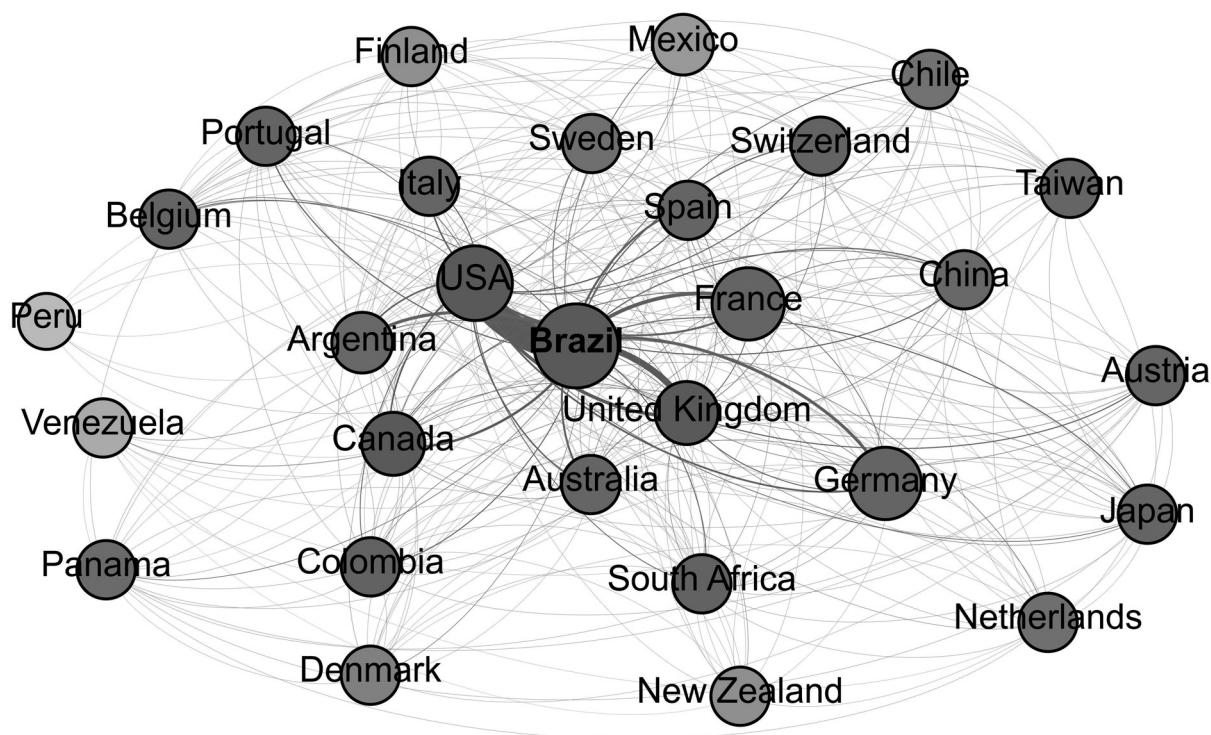 Finland
Mexico
Chile
Portugal
Sweden
Switzerland
Italy
Taiwan
Belgium
Spain
USA
China
France
Peru
Argentina
Brazil
Austria
Venezuela
United Kingdom
Canada
Australia
Germany
Japan
Panama
Colombia
South Africa
Netherlands
Denmark
New Zealand